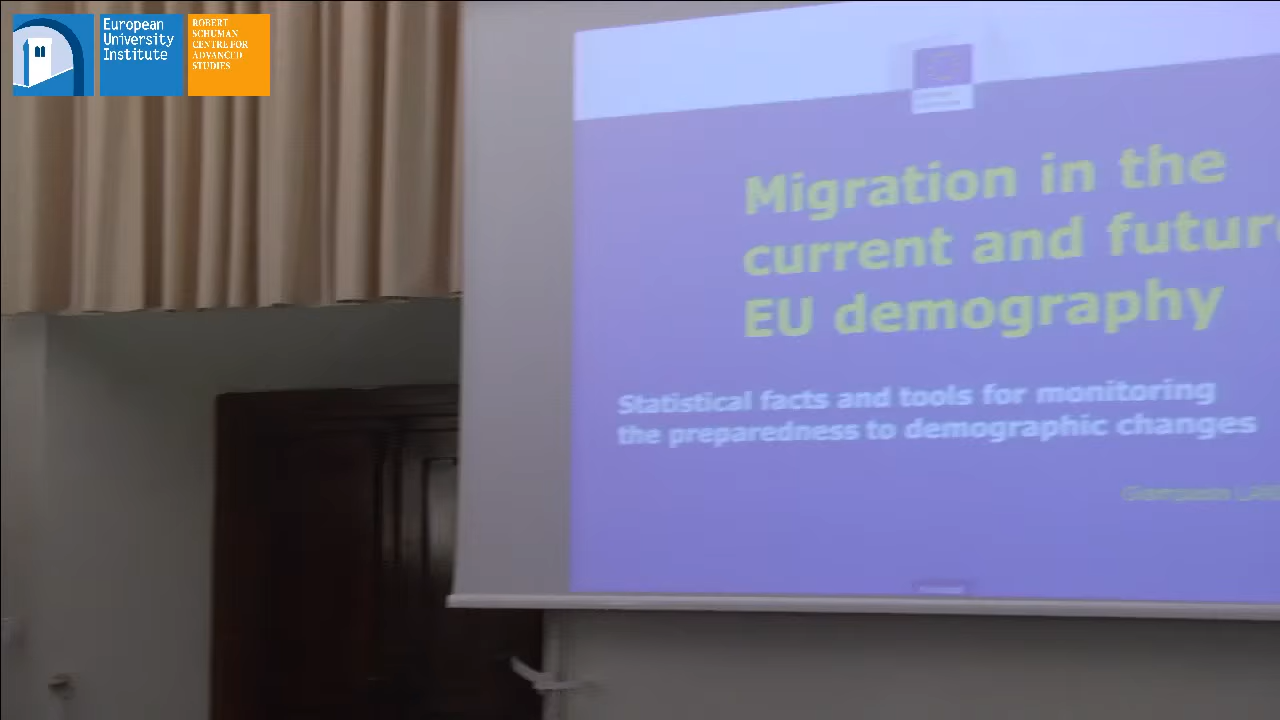 European
University
Institute
ROBERT
SCHUMAN
CENTRE FOR
ADVANCED
STUDIES
Migration in the
current and futur
EU demography
Statistical facts and tools for monitoring
the preparedness to demographic changes